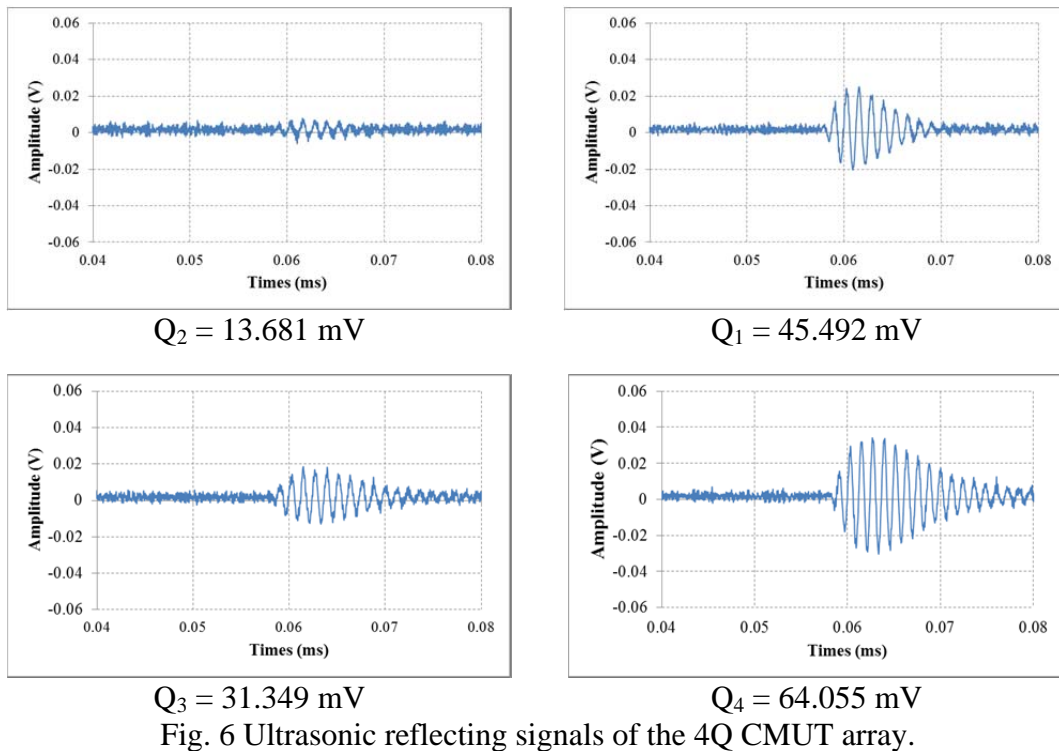 0.06
0.04
0.02
0
-0.02
-0.04
-0.06
Amplitude (V)
0.04 0.05 0.06 0.07 0.08
Times (ms)
Q₂ = 13.681 mV
0.06
0.04
0.02
0
-0.02
-0.04
-0.06
Amplitude (V)
0.04 0.05 0.06 0.07 0.08
Times (ms)
Q₁ = 45.492 mV
0.06
0.04
0.02
0
-0.02
-0.04
-0.06
Amplitude (V)
0.04 0.05 0.06 0.07 0.08
Times (ms)
Q₃ = 31.349 mV
0.06
0.04
0.02
0
-0.02
-0.04
-0.06
Amplitude (V)
0.04 0.05 0.06 0.07 0.08
Times (ms)
Q₄ = 64.055 mV
Fig. 6 Ultrasonic reflecting signals of the 4Q CMUT array.